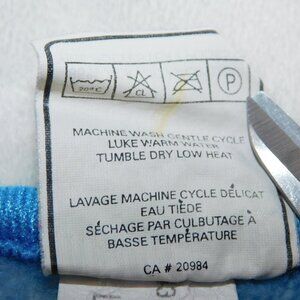 CL
P
MACHINE WASH GENTLE CYCLE
LUKE WARM WATER
TUMBLE DRY LOW HEAT
LAVAGE MACHINE CYCLE DÉLICAT
EAU TIÈDE
SÉCHAGE PAR CULBUTAGE À
BASSE TEMPÉRATURE
CA # 20984